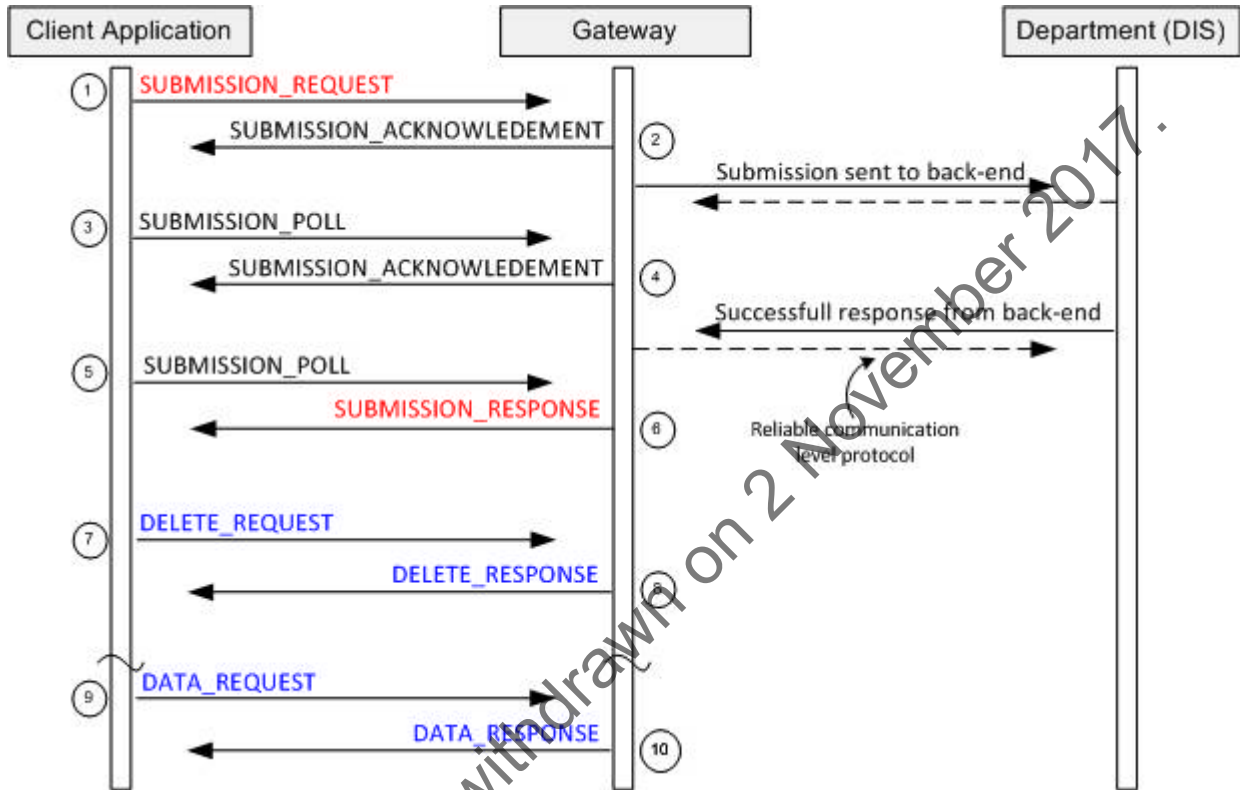 Client Application
Gateway
Department (DIS)
1
SUBMISSION_REQUEST
SUBMISSION_ACKNOWLEDEMENT
2
Submission sent to back-end
3
SUBMISSION_POLL
SUBMISSION_ACKNOWLEDEMENT
4
Successfull response from back-end
5
SUBMISSION_POLL
SUBMISSION_RESPONSE
6
Reliable communication
level protocol
7
DELETE_REQUEST
DELETE_RESPONSE
8
9
DATA_REQUEST
DATA_RESPONSE
10
withdrawn on 2 November 2017.